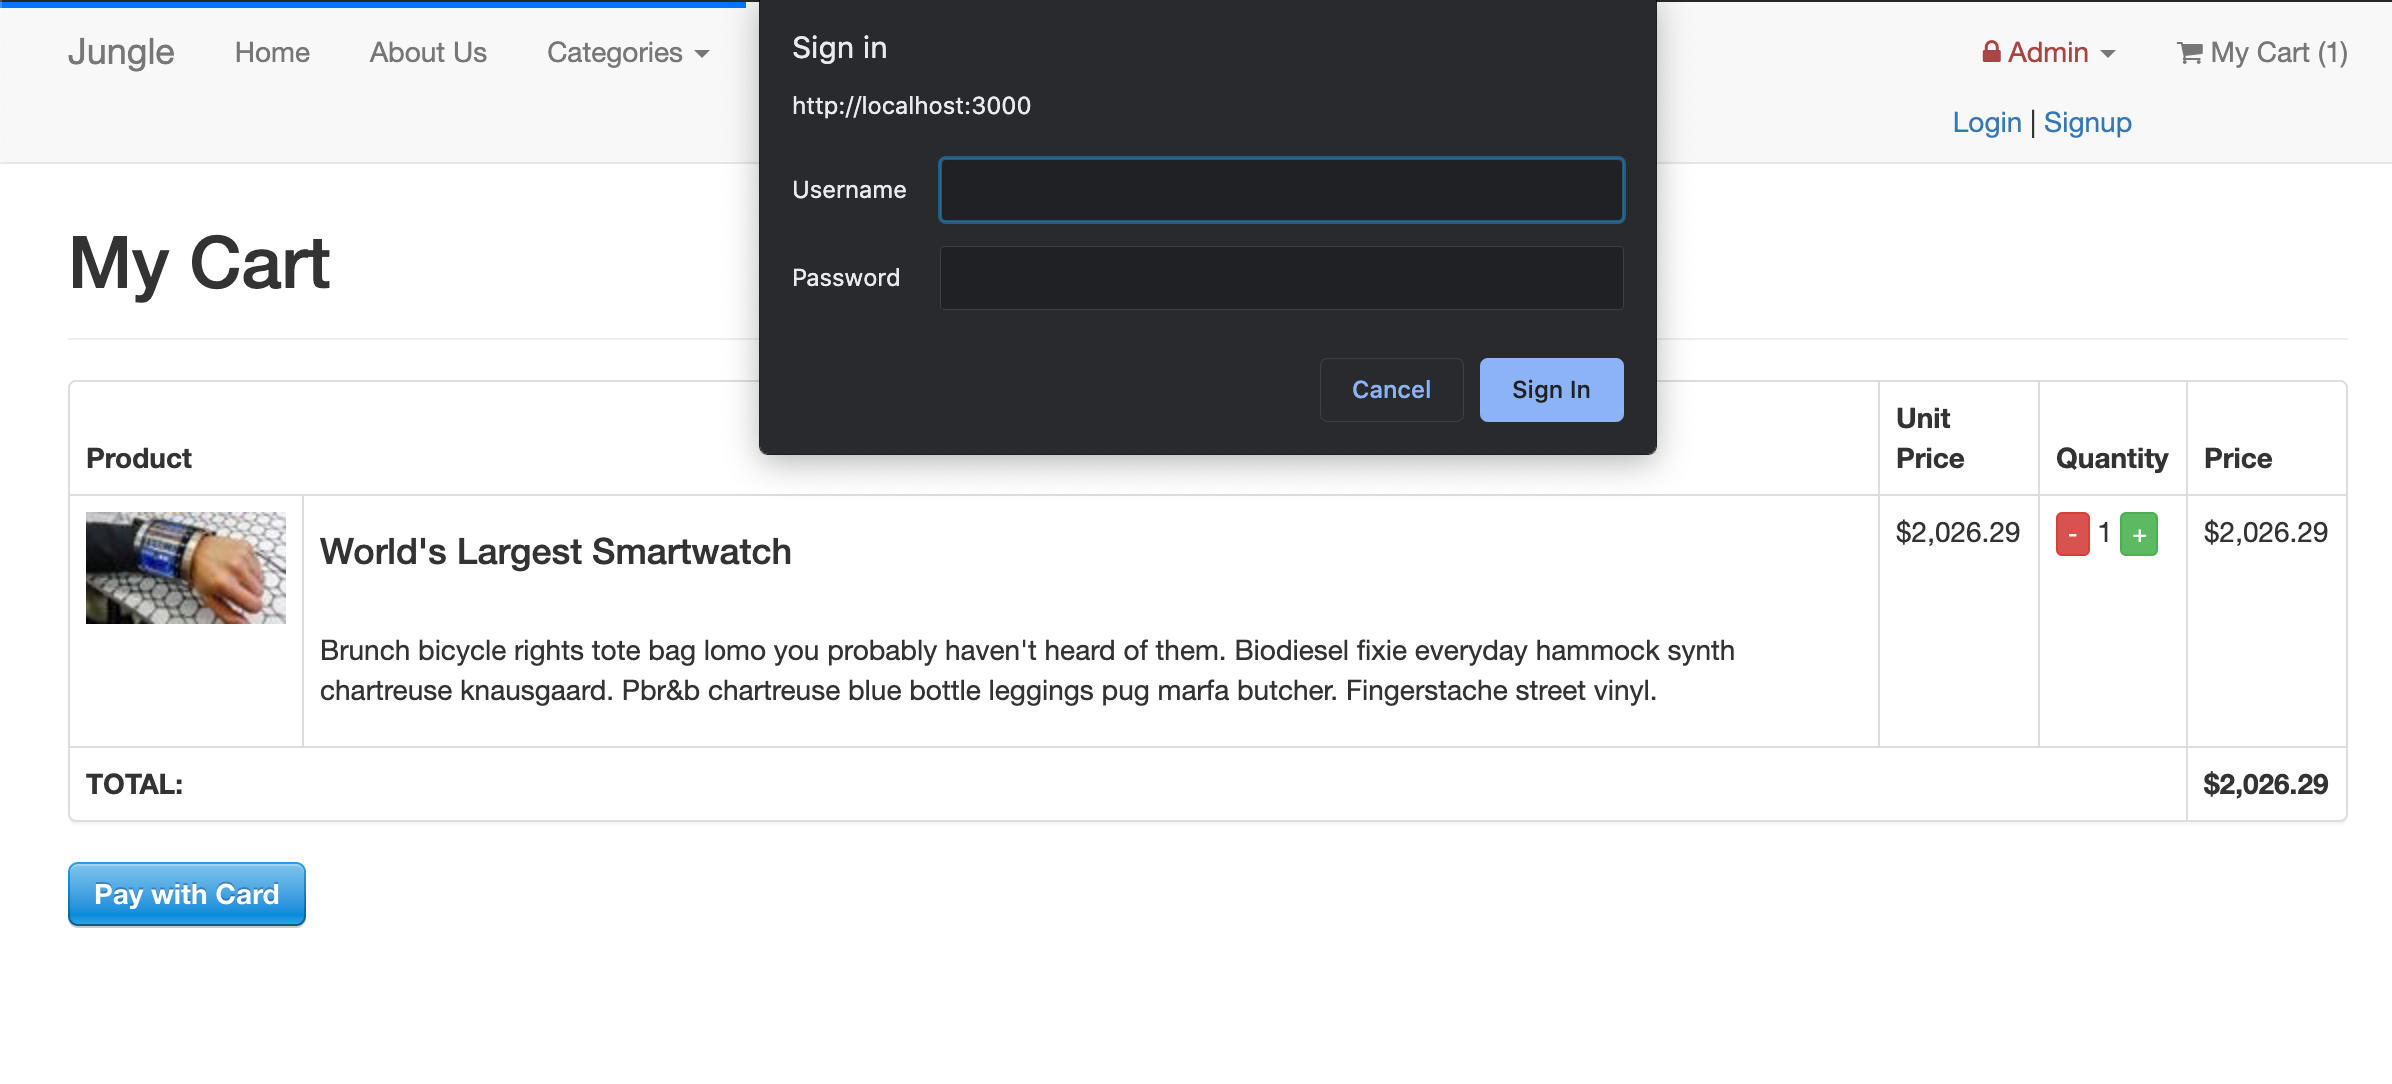 Jungle Home About Us Categories
Admin My Cart (1)
Login | Signup
Sign in
http://localhost:3000
Username
Password
Cancel Sign In
My Cart
Product Unit Price Quantity Price
World's Largest Smartwatch $2,026.29 - 1 + $2,026.29
Brunch bicycle rights tote bag lomo you probably haven't heard of them. Biodiesel fixie everyday hammock synth
chartreuse knausgaard. Pbr&b chartreuse blue bottle leggings pug marfa butcher. Fingerstache street vinyl.
TOTAL: $2,026.29
Pay with Card